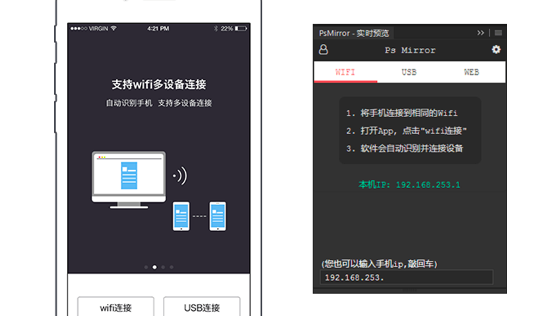 VIRGIN
4:21 PM
22%
支持wifi多设备连接
自动识别手机 支持多设备连接
wifi连接
USB连接
PsMirror - 实时预览
Ps Mirror
WIFI
USB
WEB
1. 将手机连接到相同的Wifi
2. 打开App, 点击"wifi连接"
3. 软件会自动识别并连接设备
本机IP: 192.168.253.1
(您也可以输入手机ip,敲回车)
192.168.253.